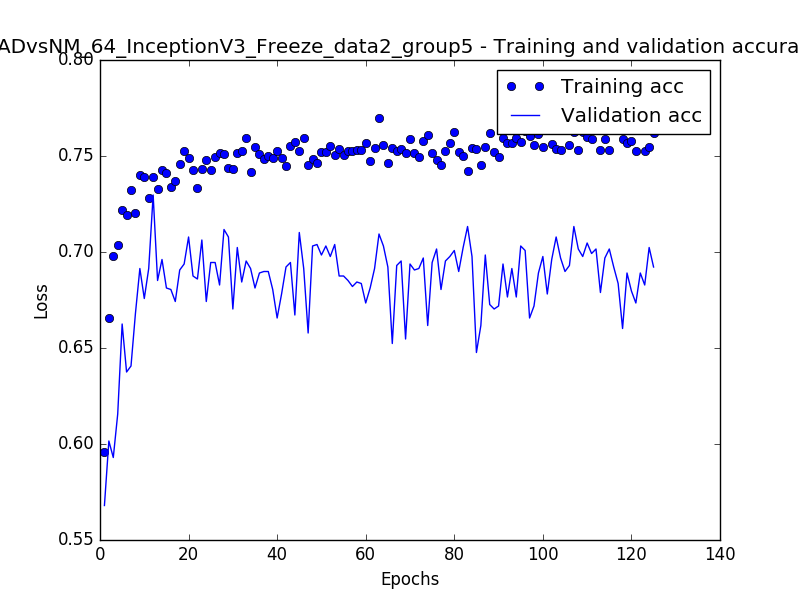 ADvsNM_64_InceptionV3_Freeze_data2_group5 - Training and validation accura
Training acc
Validation acc
0.80
0.75
0.70
0.65
0.60
0.55
Loss
0 20 40 60 80 100 120 140
Epochs